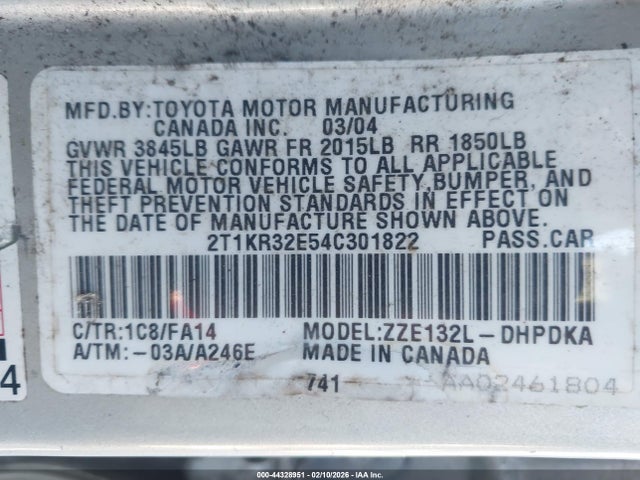 MFD.BY:TOYOTA MOTOR MANUFACTURING
CANADA INC. 03/04
GVWR 3845LB GAWR FR 2015LB RR 1850LB
THIS VEHICLE CONFORMS TO ALL APPLICABLE
FEDERAL MOTOR VEHICLE SAFETY,BUMPER, AND
THEFT PREVENTION STANDARDS IN EFFECT ON
THE DATE OF MANUFACTURE SHOWN ABOVE.
2T1KR32E54C301822 PASS.CAR
C/TR:1C8/FA14 MODEL:ZZE132L-DHPDKA
A/TM:-03A/A246E MADE IN CANADA
4
741 AA02461804
000-44328951 - 02/10/2026 - IAA Inc.